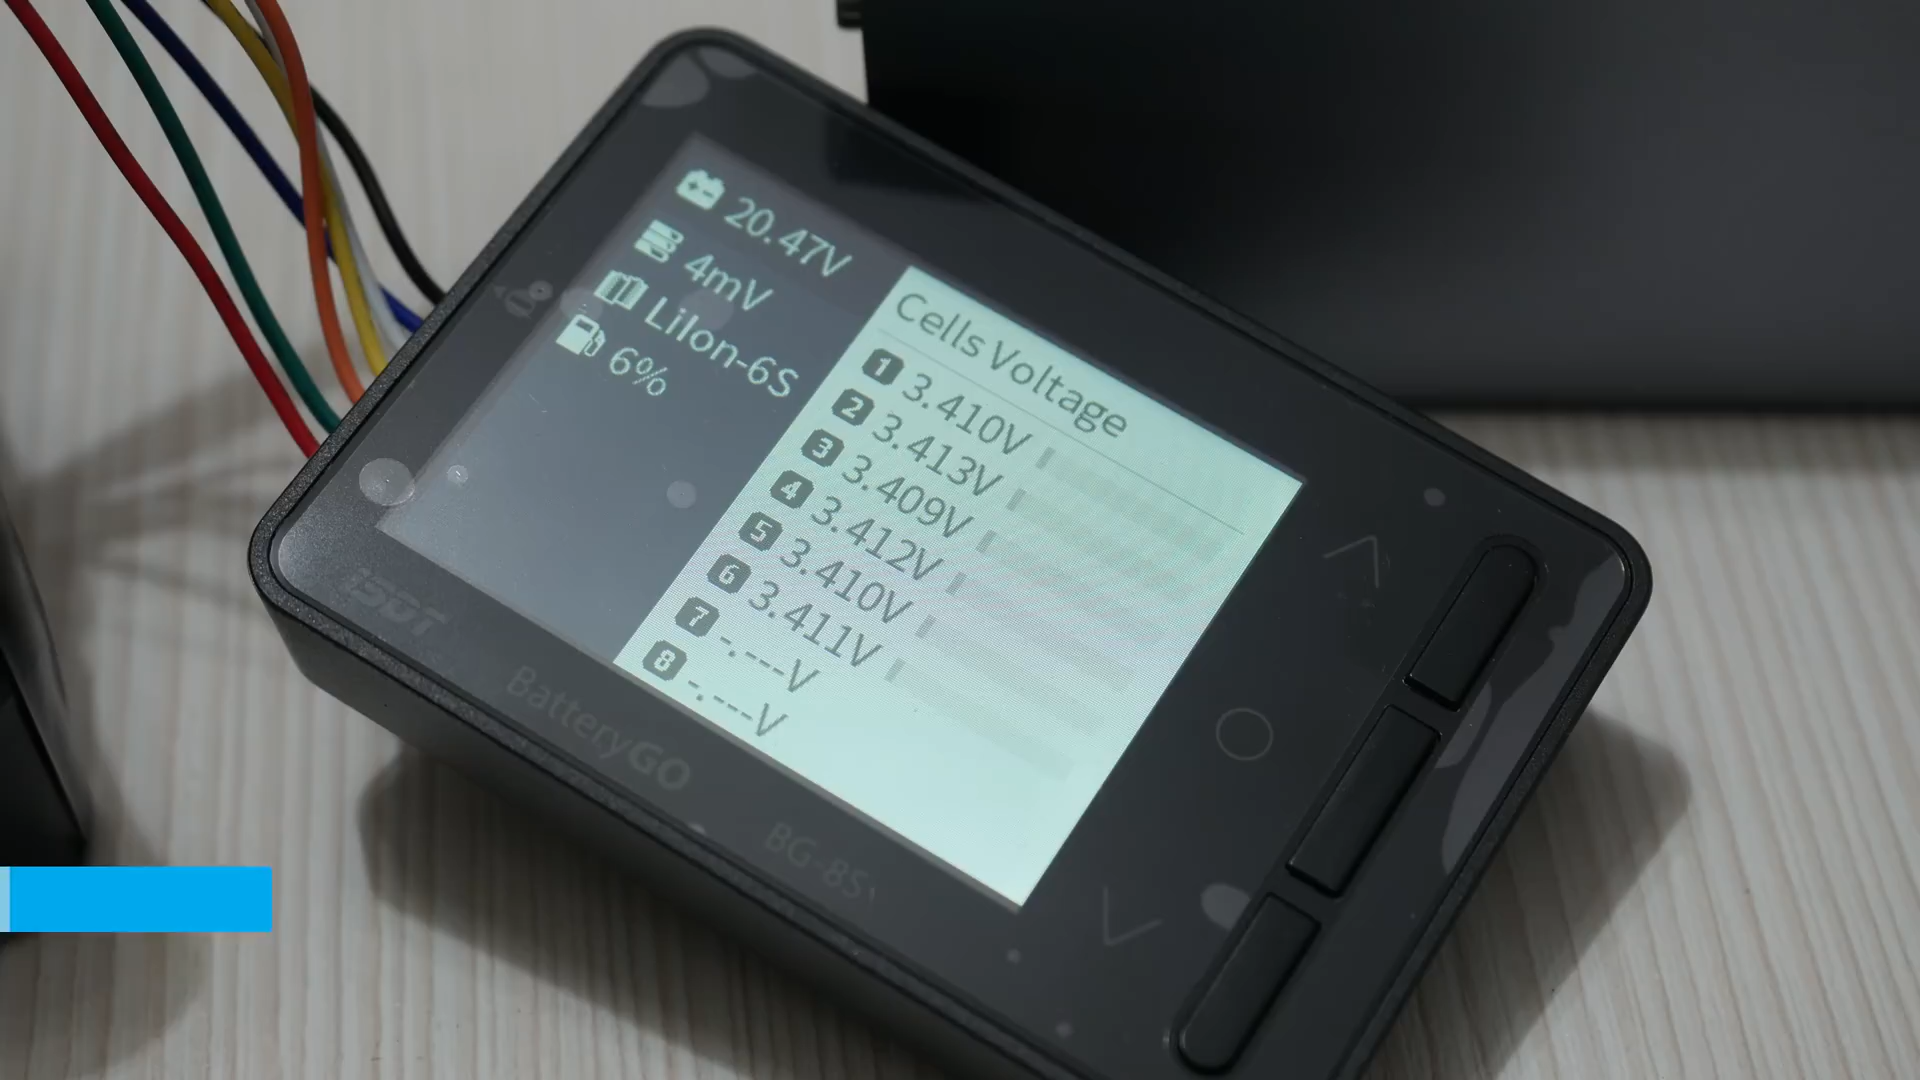 20.47V
4mV
LiIon-6S
6%
Cells Voltage
1 3.410V
2 3.413V
3 3.409V
4 3.412V
5 3.410V
6 3.411V
7 -.---V
8 -.---V
iSDT
BatteryGO
BG-8S